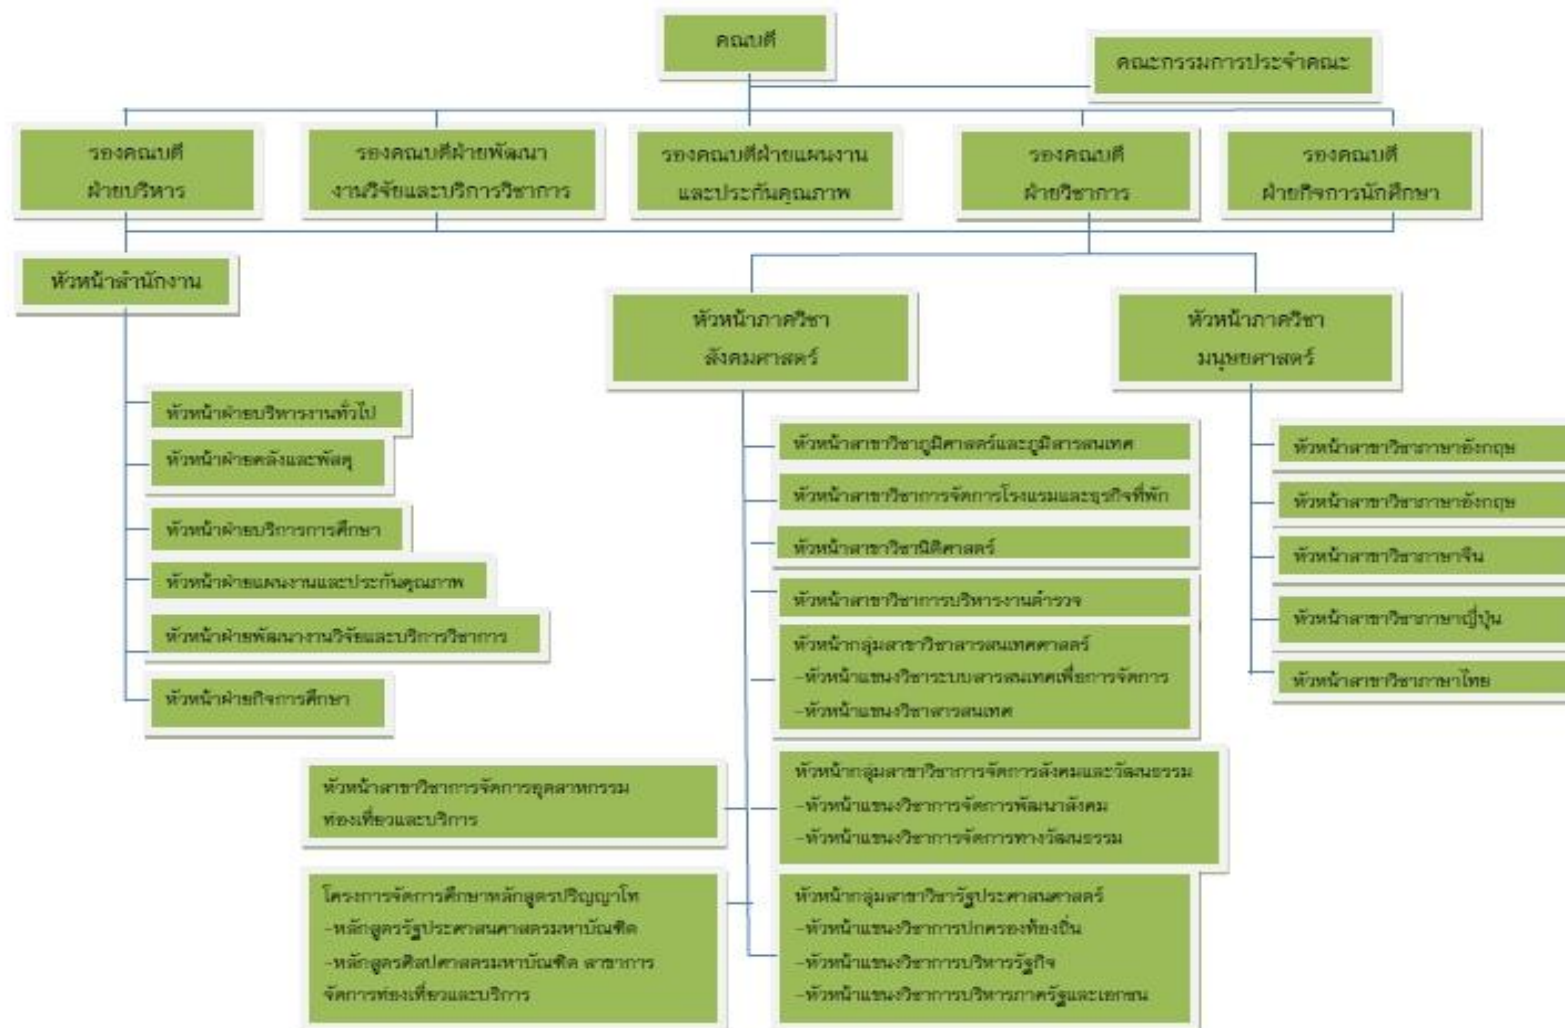 คณบดี
คณะกรรมการประจำคณะ
รองคณบดี
ฝ่ายบริหาร
รองคณบดีฝ่ายพัฒนา
งานวิจัยและบริการวิชาการ
รองคณบดีฝ่ายแผนงาน
และประกันคุณภาพ
รองคณบดี
ฝ่ายวิชาการ
รองคณบดี
ฝ่ายกิจการนักศึกษา
หัวหน้าสำนักงาน
หัวหน้าภาควิชา
สังคมศาสตร์
หัวหน้าภาควิชา
มนุษยศาสตร์
หัวหน้าฝ่ายบริหารงานทั่วไป
หัวหน้าฝ่ายคลังและพัสดุ
หัวหน้าฝ่ายบริการการศึกษา
หัวหน้าฝ่ายแผนงานและประกันคุณภาพ
หัวหน้าฝ่ายพัฒนางานวิจัยและบริการวิชาการ
หัวหน้าฝ่ายกิจการศึกษา
หัวหน้าสาขาวิชาภูมิศาสตร์และภูมิสารสนเทศ
หัวหน้าสาขาวิชาการจัดการโรงแรมและธุรกิจที่พัก
หัวหน้าสาขาวิชานิติศาสตร์
หัวหน้าสาขาวิชาการบริหารงานตำรวจ
หัวหน้ากลุ่มสาขาวิชาสารสนเทศศาสตร์
-หัวหน้าแขนงวิชาระบบสารสนเทศเพื่อการจัดการ
-หัวหน้าแขนงวิชาสารสนเทศ
หัวหน้ากลุ่มสาขาวิชาการจัดการสังคมและวัฒนธรรม
-หัวหน้าแขนงวิชาการจัดการพัฒนาสังคม
-หัวหน้าแขนงวิชาการจัดการทางวัฒนธรรม
หัวหน้ากลุ่มสาขาวิชารัฐประศาสนศาสตร์
-หัวหน้าแขนงวิชาการปกครองท้องถิ่น
-หัวหน้าแขนงวิชาการบริหารรัฐกิจ
-หัวหน้าแขนงวิชาการบริหารภาครัฐและเอกชน
หัวหน้าสาขาวิชาการจัดการอุตสาหกรรม
ท่องเที่ยวและบริการ
โครงการจัดการศึกษาหลักสูตรปริญญาโท
-หลักสูตรรัฐประศาสนศาสตรมหาบัณฑิต
-หลักสูตรศิลปศาสตรมหาบัณฑิต สาขาการ
จัดการท่องเที่ยวและบริการ
หัวหน้าสาขาวิชาภาษาอังกฤษ
หัวหน้าสาขาวิชาภาษาอังกฤษ
หัวหน้าสาขาวิชาภาษาจีน
หัวหน้าสาขาวิชาภาษาญี่ปุ่น
หัวหน้าสาขาวิชาภาษาไทย